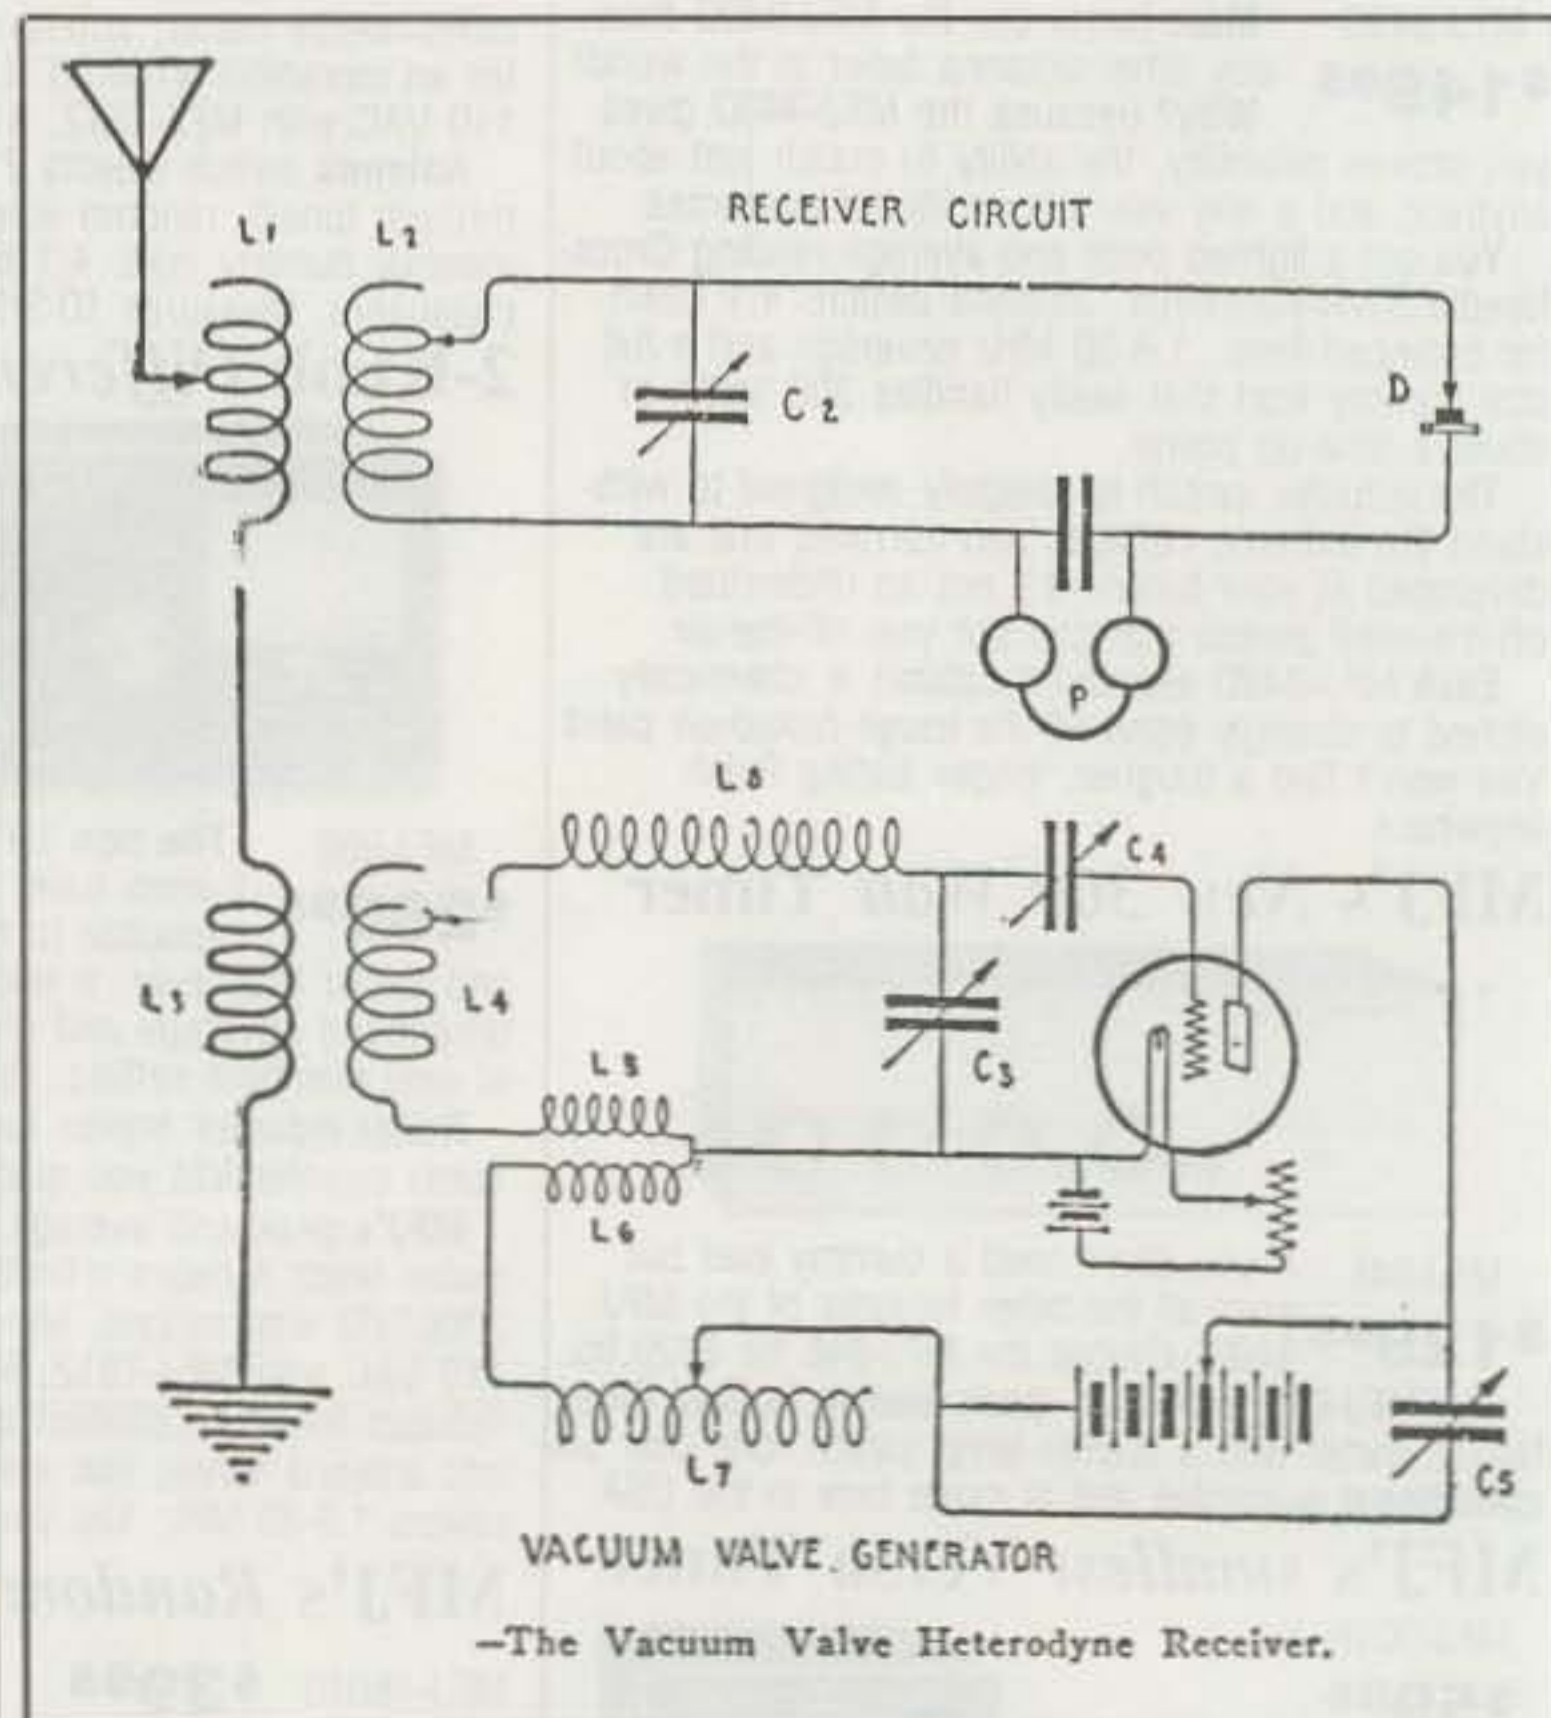 RECEIVER CIRCUIT
L1
L2
C2
D
P
L8
C4
L3
L4
C3
L5
L6
L7
C5
VACUUM VALVE GENERATOR
—The Vacuum Valve Heterodyne Receiver.